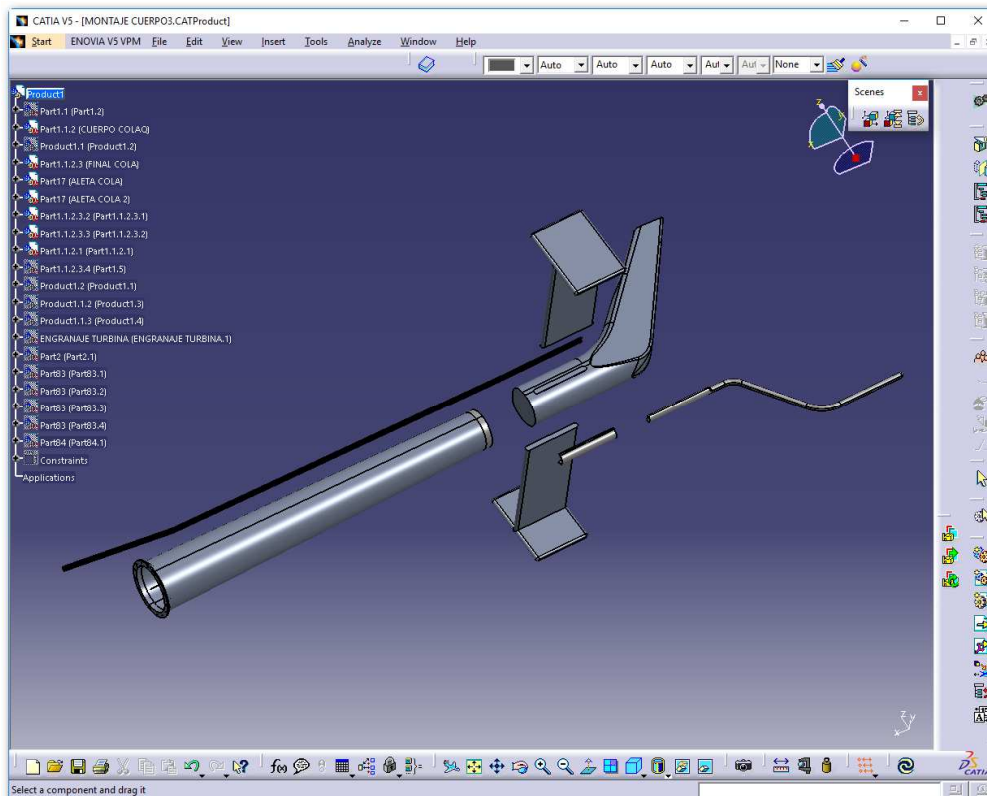 CATIA V5 - [MONTAJE CUERPO3.CATProduct]
Start ENOVIA V5 VPM File Edit View Insert Tools Analyze Window Help
Auto Auto Auto Aut Aut None
Scenes
Product1
Part1.1 (Part1.2)
Part1.1.2 (CUERPO COLAQ)
Product1.1 (Product1.2)
Part1.1.2.3 (FINAL COLA)
Part17 (ALETA COLA)
Part17 (ALETA COLA 2)
Part1.1.2.3.2 (Part1.1.2.3.1)
Part1.1.2.3.3 (Part1.1.2.3.2)
Part1.1.2.1 (Part1.1.2.1)
Part1.1.2.3.4 (Part1.5)
Product1.2 (Product1.1)
Product1.1.2 (Product1.3)
Product1.1.3 (Product1.4)
ENGRANAJE TURBINA (ENGRANAJE TURBINA.1)
Part2 (Part2.1)
Part83 (Part83.1)
Part83 (Part83.2)
Part83 (Part83.3)
Part83 (Part83.4)
Part84 (Part84.1)
Constraints
Applications
z
y
x
z y
x
f(x)
CATIA
Select a component and drag it